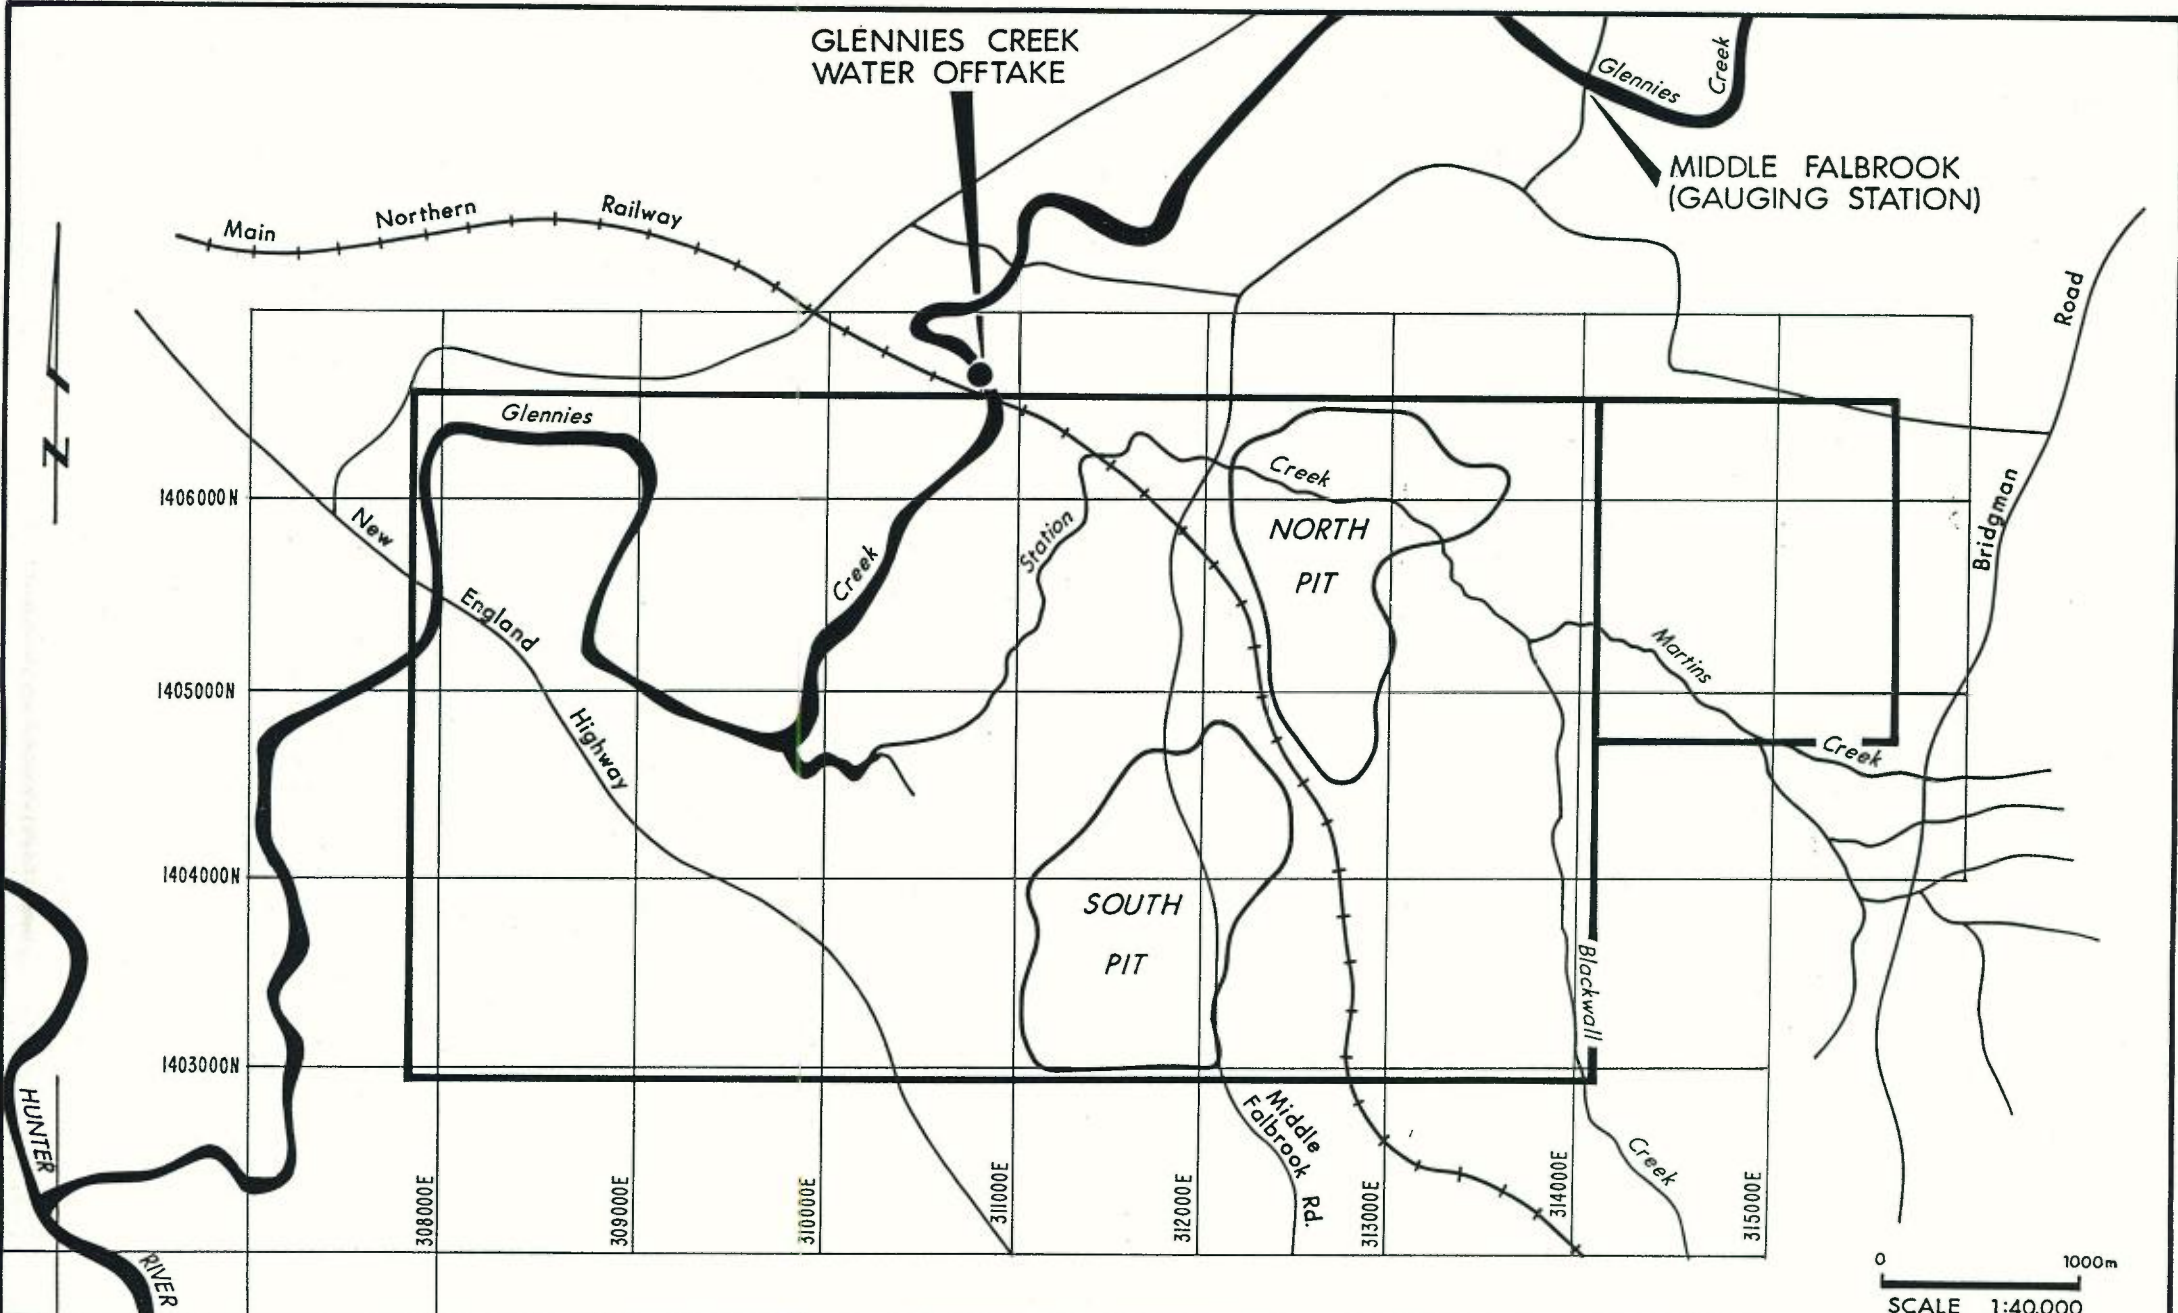 GLENNIES CREEK
WATER OFFTAKE
Glennies Creek
MIDDLE FALBROOK
(GAUGING STATION)
Main Northern Railway
Bridgman Road
Glennies Creek
Station Creek
1406000N
New England Highway
NORTH
PIT
Martins Creek
1405000N
1404000N
SOUTH
PIT
Blackwall Creek
1403000N
HUNTER RIVER
Middle
Falbrook Rd.
308000E
309000E
310000E
311000E
312000E
313000E
314000E
315000E
N
0 1000m
SCALE 1:40,000